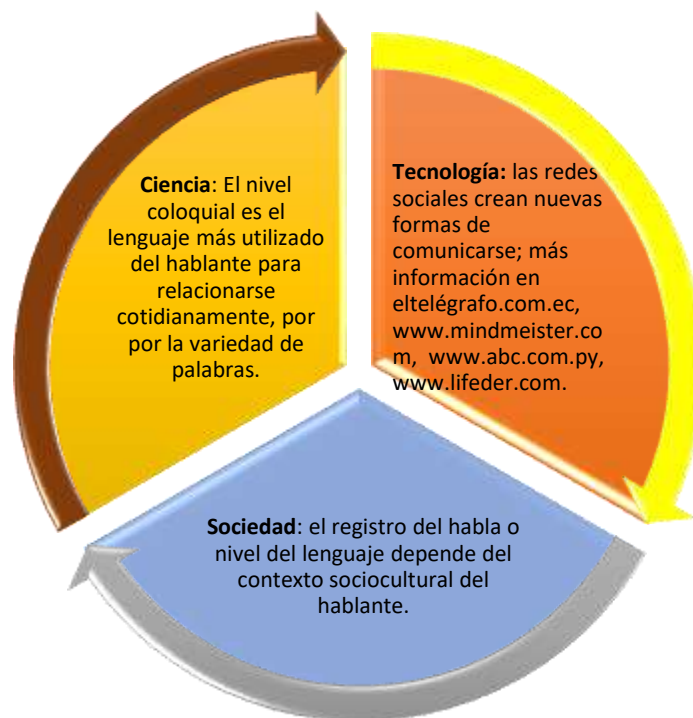 Ciencia: El nivel
coloquial es el
lenguaje más utilizado
del hablante para
relacionarse
cotidianamente, por
por la variedad de
palabras.
Tecnología: las redes
sociales crean nuevas
formas de
comunicarse; más
información en
eltelégrafo.com.ec,
www.mindmeister.co
m, www.abc.com.py,
www.lifeder.com.
Sociedad: el registro del habla o
nivel del lenguaje depende del
contexto sociocultural del
hablante.